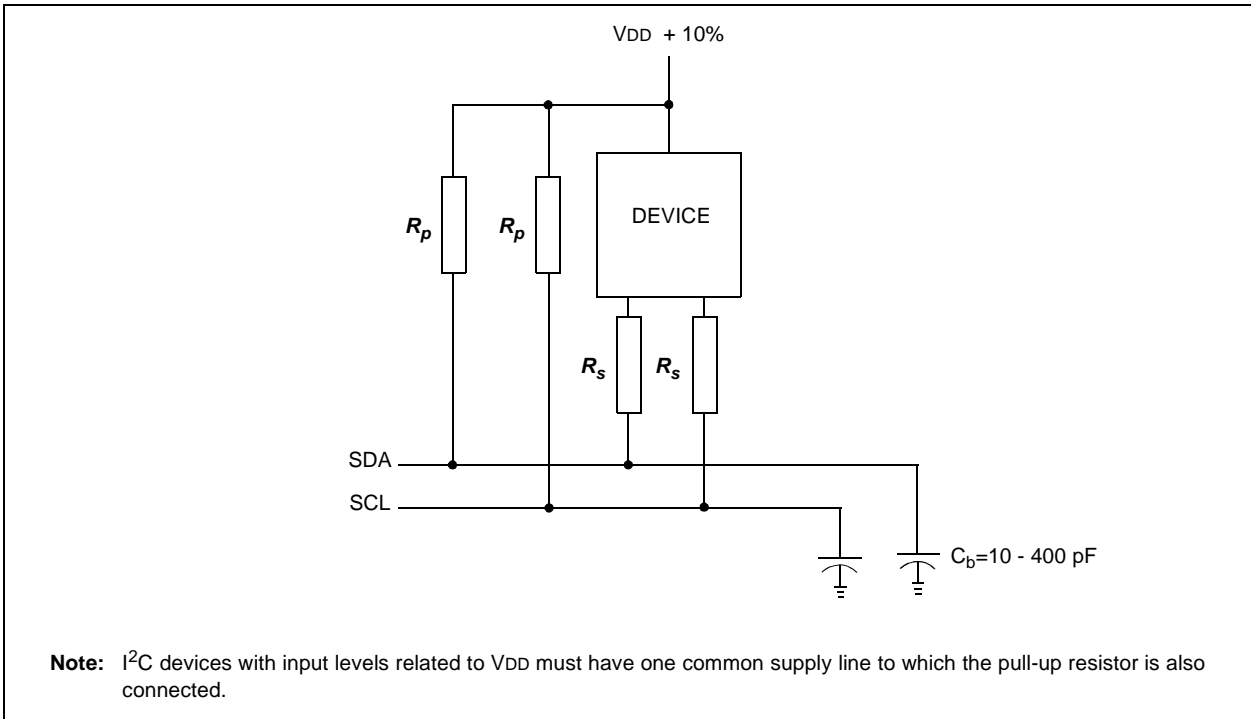 VDD + 10%
DEVICE
Rp
Rp
Rs
Rs
SDA
SCL
Cb=10 - 400 pF
Note: I2C devices with input levels related to VDD must have one common supply line to which the pull-up resistor is also
connected.